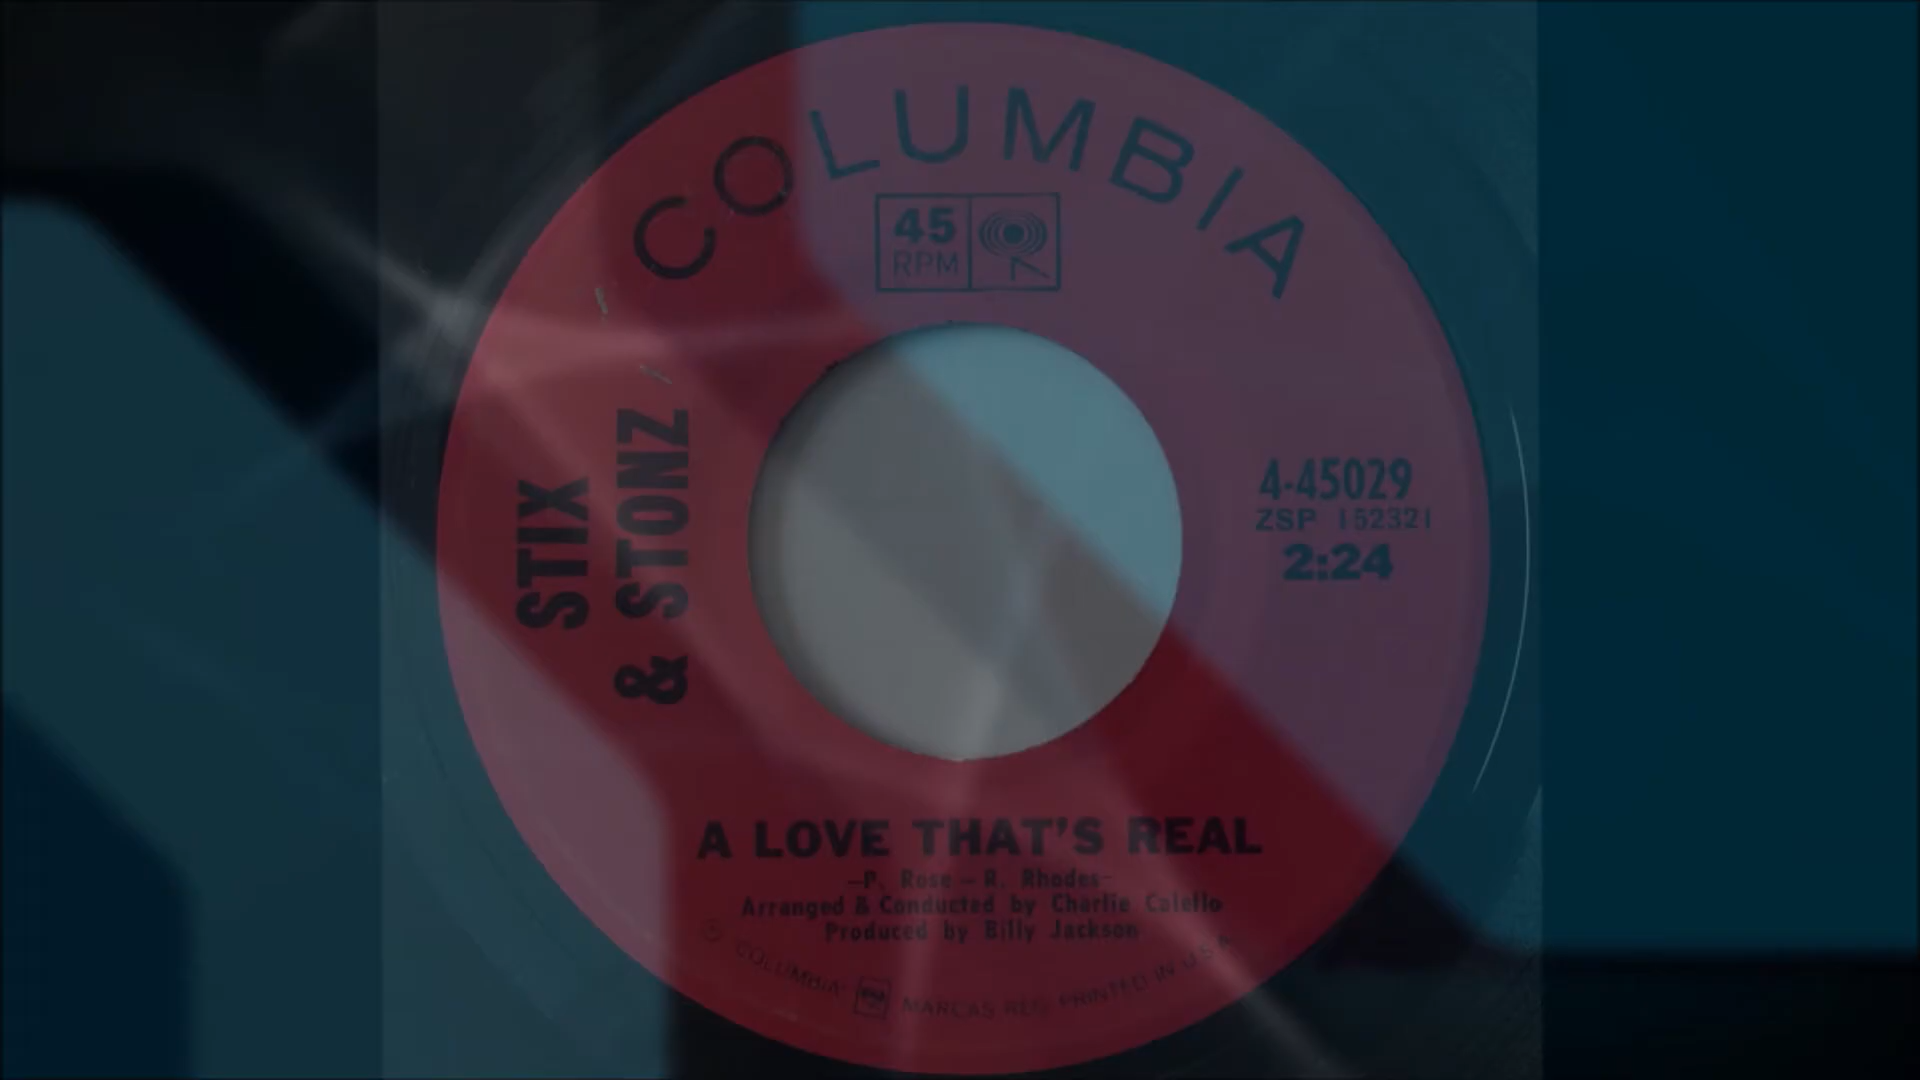 COLUMBIA
45
RPM
STIX
& STONZ
4-45029
ZSP 152321
2:24
A LOVE THAT'S REAL
—P. Rose — R. Rhodes—
Arranged & Conducted by Charlie Calello
Produced by Billy Jackson
COLUMBIA MARCAS REG. PRINTED IN U.S.A.